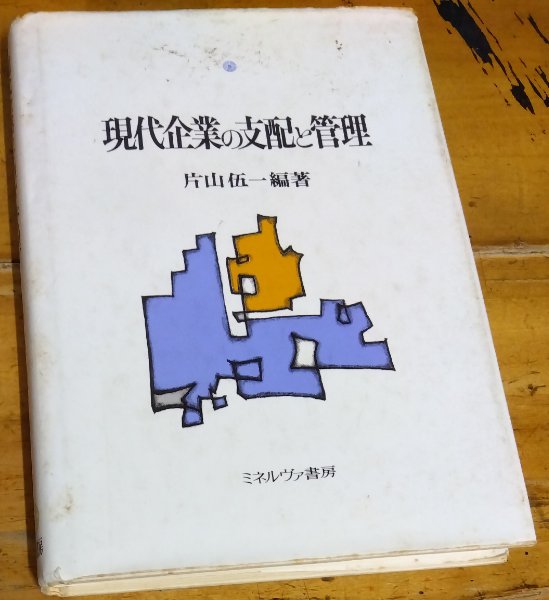 現代企業の支配と管理
片山伍一編著
ミネルヴァ書房